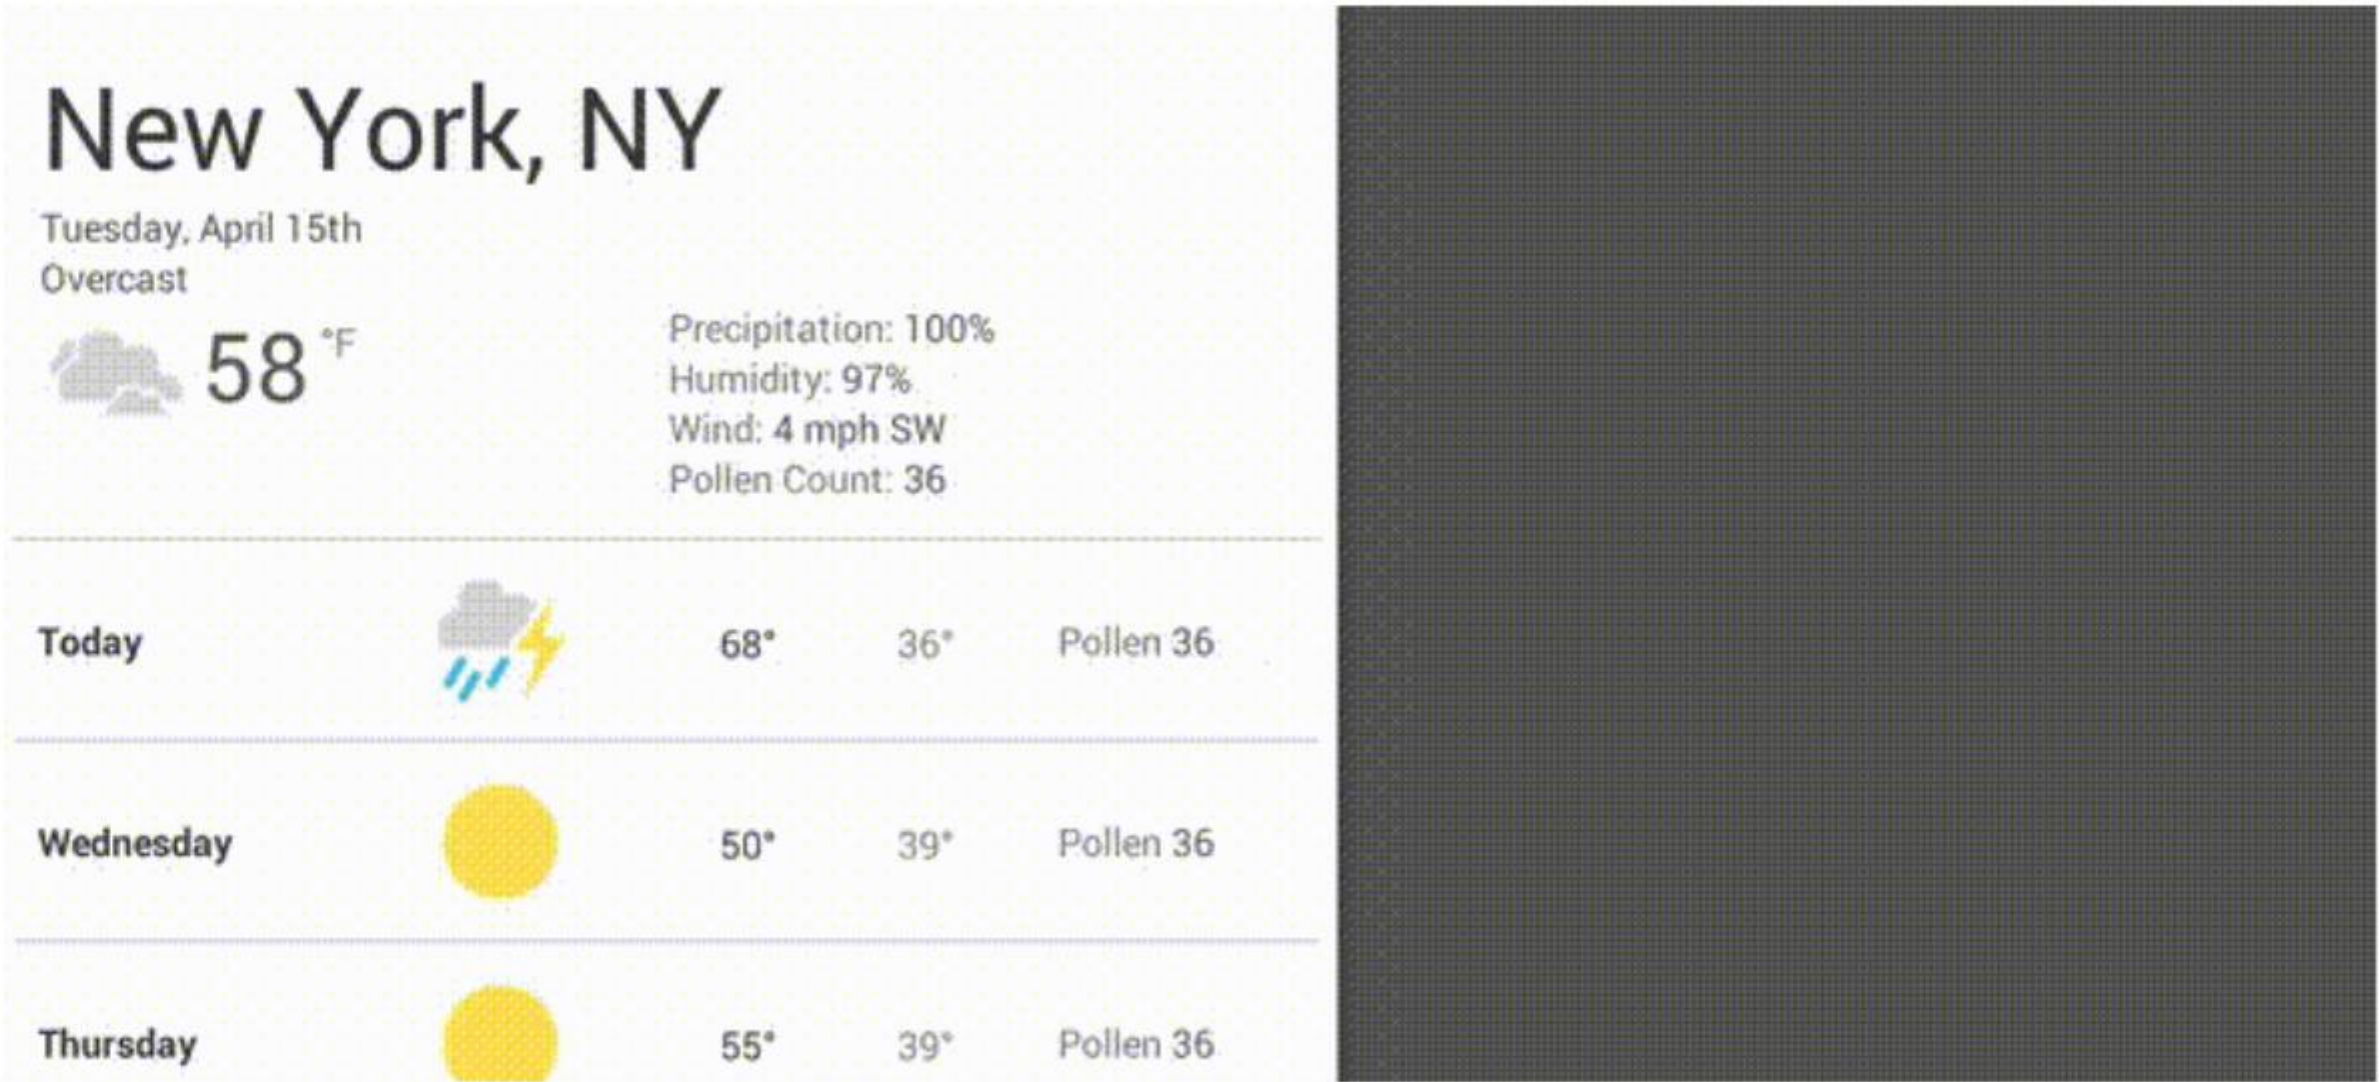 New York, NY
Tuesday, April 15th
Overcast
58 °F
Precipitation: 100%
Humidity: 97%
Wind: 4 mph SW
Pollen Count: 36
Today 68° 36° Pollen 36
Wednesday 50° 39° Pollen 36
Thursday 55° 39° Pollen 36